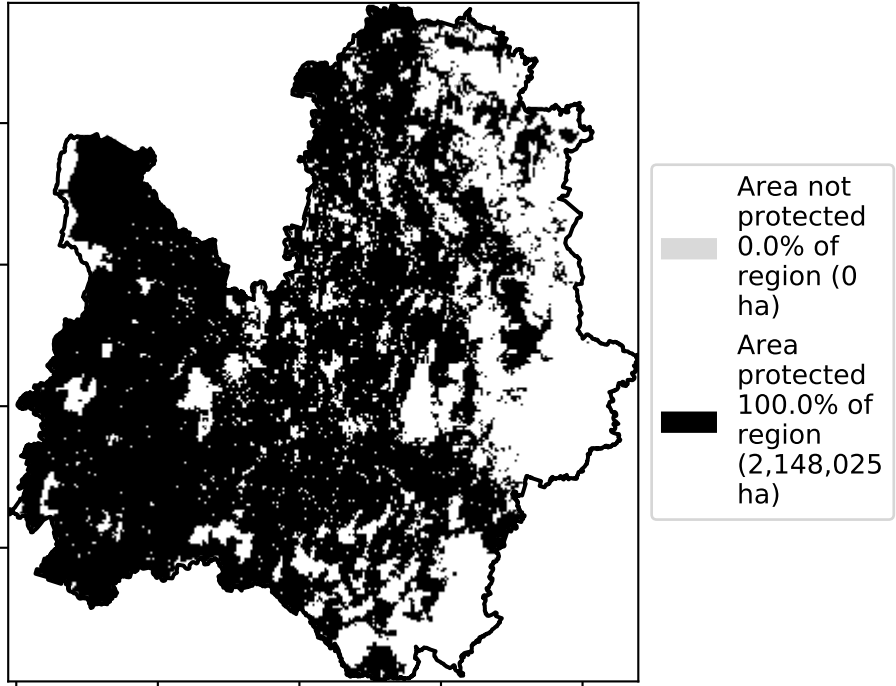 Area not
protected
0.0% of
region (0
ha)
Area
protected
100.0% of
region
(2,148,025
ha)